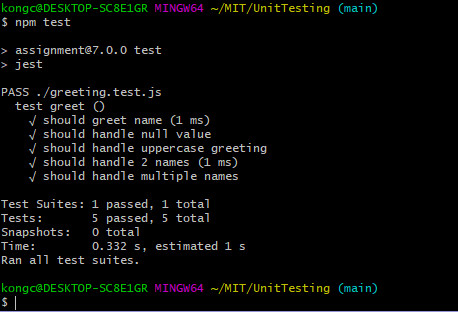 kongc@DESKTOP-SC8E1GR MINGW64 ~/MIT/UnitTesting (main)
$ npm test

> assignment@7.0.0 test
> jest

PASS ./greeting.test.js
  test greet ()
    √ should greet name (1 ms)
    √ should handle null value
    √ should handle uppercase greeting
    √ should handle 2 names (1 ms)
    √ should handle multiple names

Test Suites: 1 passed, 1 total
Tests:       5 passed, 5 total
Snapshots:   0 total
Time:        0.332 s, estimated 1 s
Ran all test suites.

kongc@DESKTOP-SC8E1GR MINGW64 ~/MIT/UnitTesting (main)
$